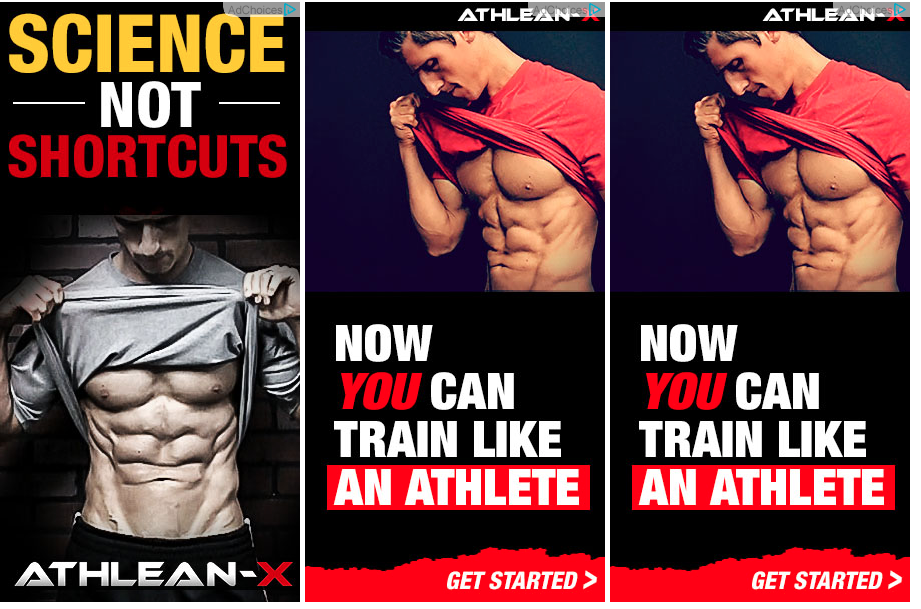 AdChoices
SCIENCE
NOT
SHORTCUTS
ATHLEAN-X
AdChoices
ATHLEAN-X
NOW
YOU CAN
TRAIN LIKE
AN ATHLETE
GET STARTED >
AdChoices
ATHLEAN-X
NOW
YOU CAN
TRAIN LIKE
AN ATHLETE
GET STARTED >